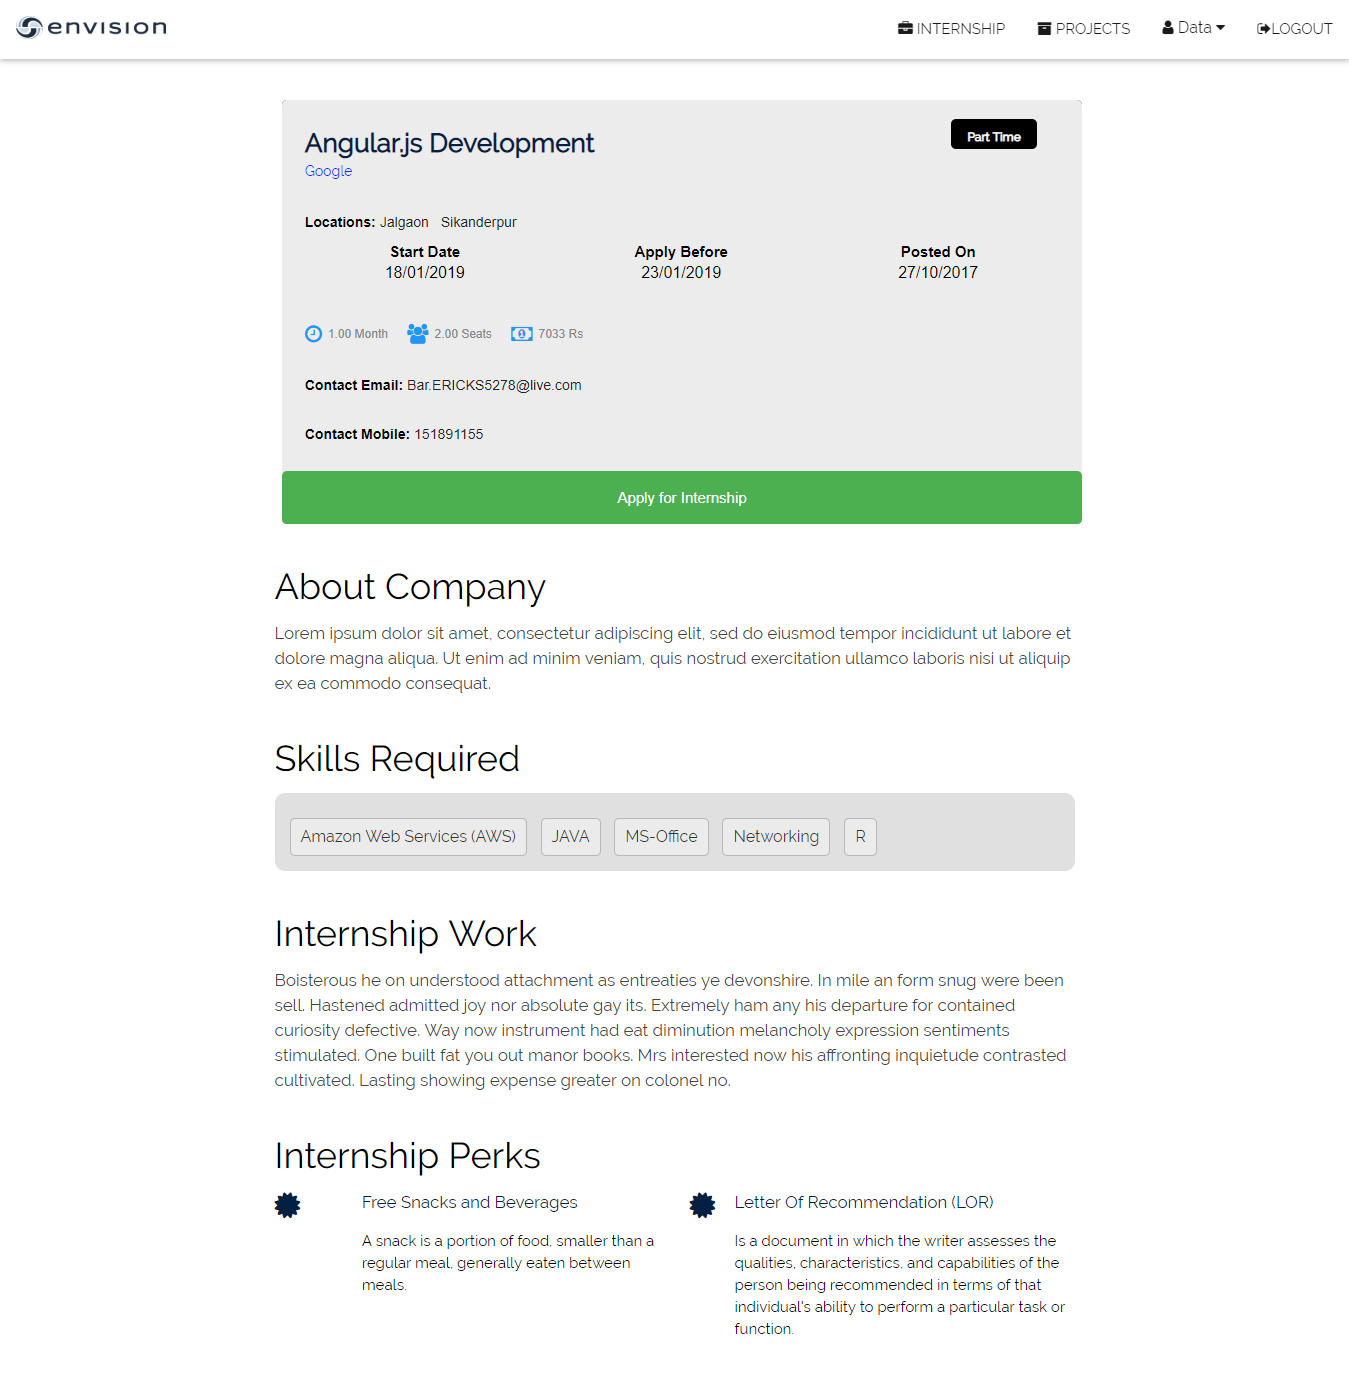 envision
INTERNSHIP PROJECTS Data LOGOUT
Angular.js Development
Part Time
Google
Locations: Jalgaon Sikanderpur
Start Date Apply Before Posted On
18/01/2019 23/01/2019 27/10/2017
1.00 Month 2.00 Seats 7033 Rs
Contact Email: Bar.ERICKS5278@live.com
Contact Mobile: 151891155
Apply for Internship
About Company
Lorem ipsum dolor sit amet, consectetur adipiscing elit, sed do eiusmod tempor incididunt ut labore et
dolore magna aliqua. Ut enim ad minim veniam, quis nostrud exercitation ullamco laboris nisi ut aliquip
ex ea commodo consequat.
Skills Required
Amazon Web Services (AWS) JAVA MS-Office Networking R
Internship Work
Boisterous he on understood attachment as entreaties ye devonshire. In mile an form snug were been
sell. Hastened admitted joy nor absolute gay its. Extremely ham any his departure for contained
curiosity defective. Way now instrument had eat diminution melancholy expression sentiments
stimulated. One built fat you out manor books. Mrs interested now his affronting inquietude contrasted
cultivated. Lasting showing expense greater on colonel no.
Internship Perks
Free Snacks and Beverages
A snack is a portion of food, smaller than a
regular meal, generally eaten between
meals.
Letter Of Recommendation (LOR)
Is a document in which the writer assesses the
qualities, characteristics, and capabilities of the
person being recommended in terms of that
individual's ability to perform a particular task or
function.